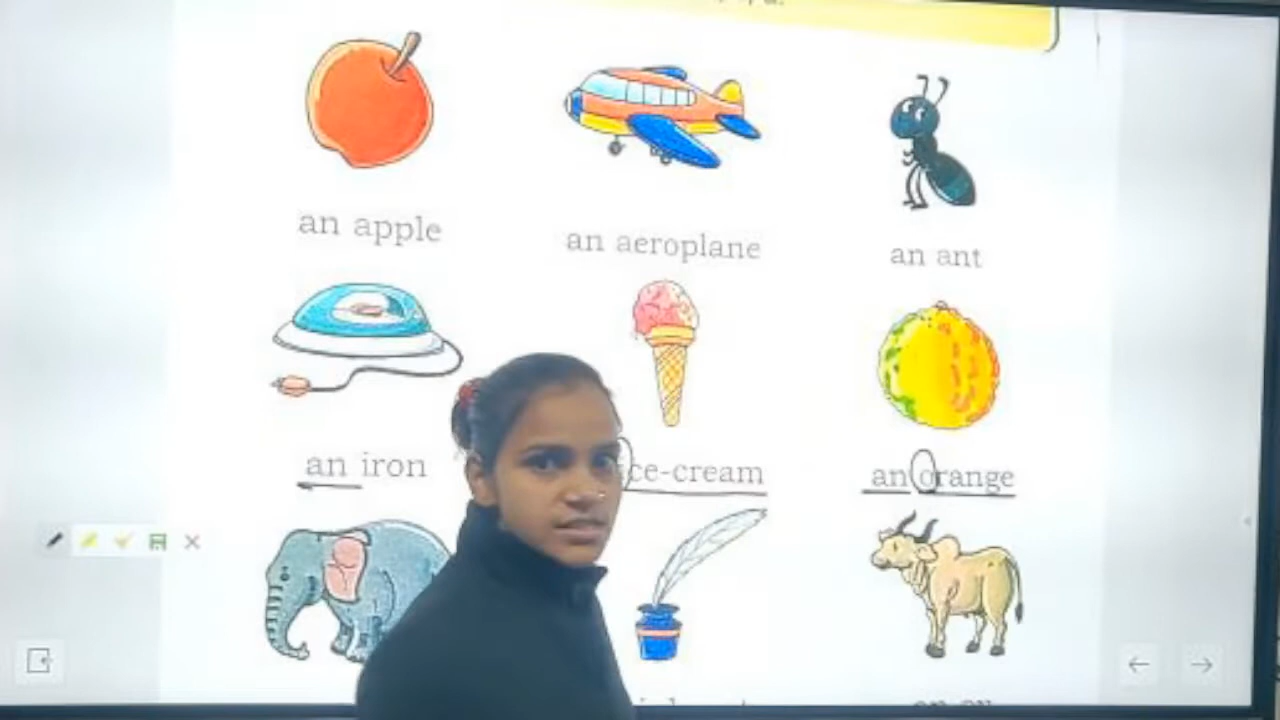 an apple
an aeroplane
an ant
an iron
ce-cream
an orange